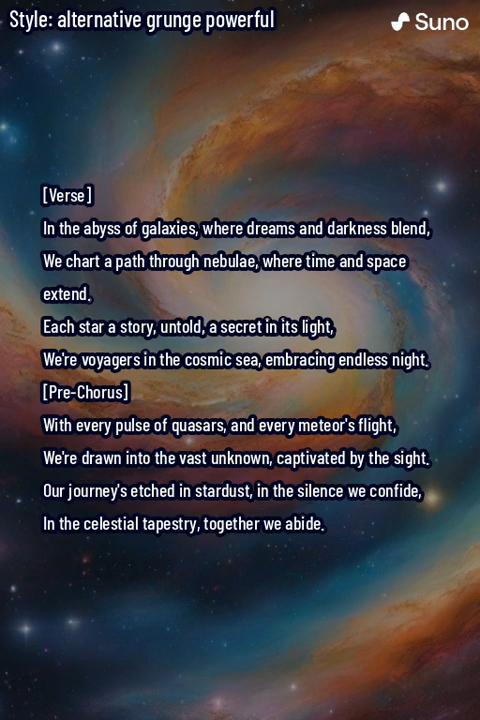 Style: alternative grunge powerful
Suno
[Verse]
In the abyss of galaxies, where dreams and darkness blend,
We chart a path through nebulae, where time and space
extend.
Each star a story, untold, a secret in its light,
We're voyagers in the cosmic sea, embracing endless night.
[Pre-Chorus]
With every pulse of quasars, and every meteor's flight,
We're drawn into the vast unknown, captivated by the sight.
Our journey's etched in stardust, in the silence we confide,
In the celestial tapestry, together we abide.